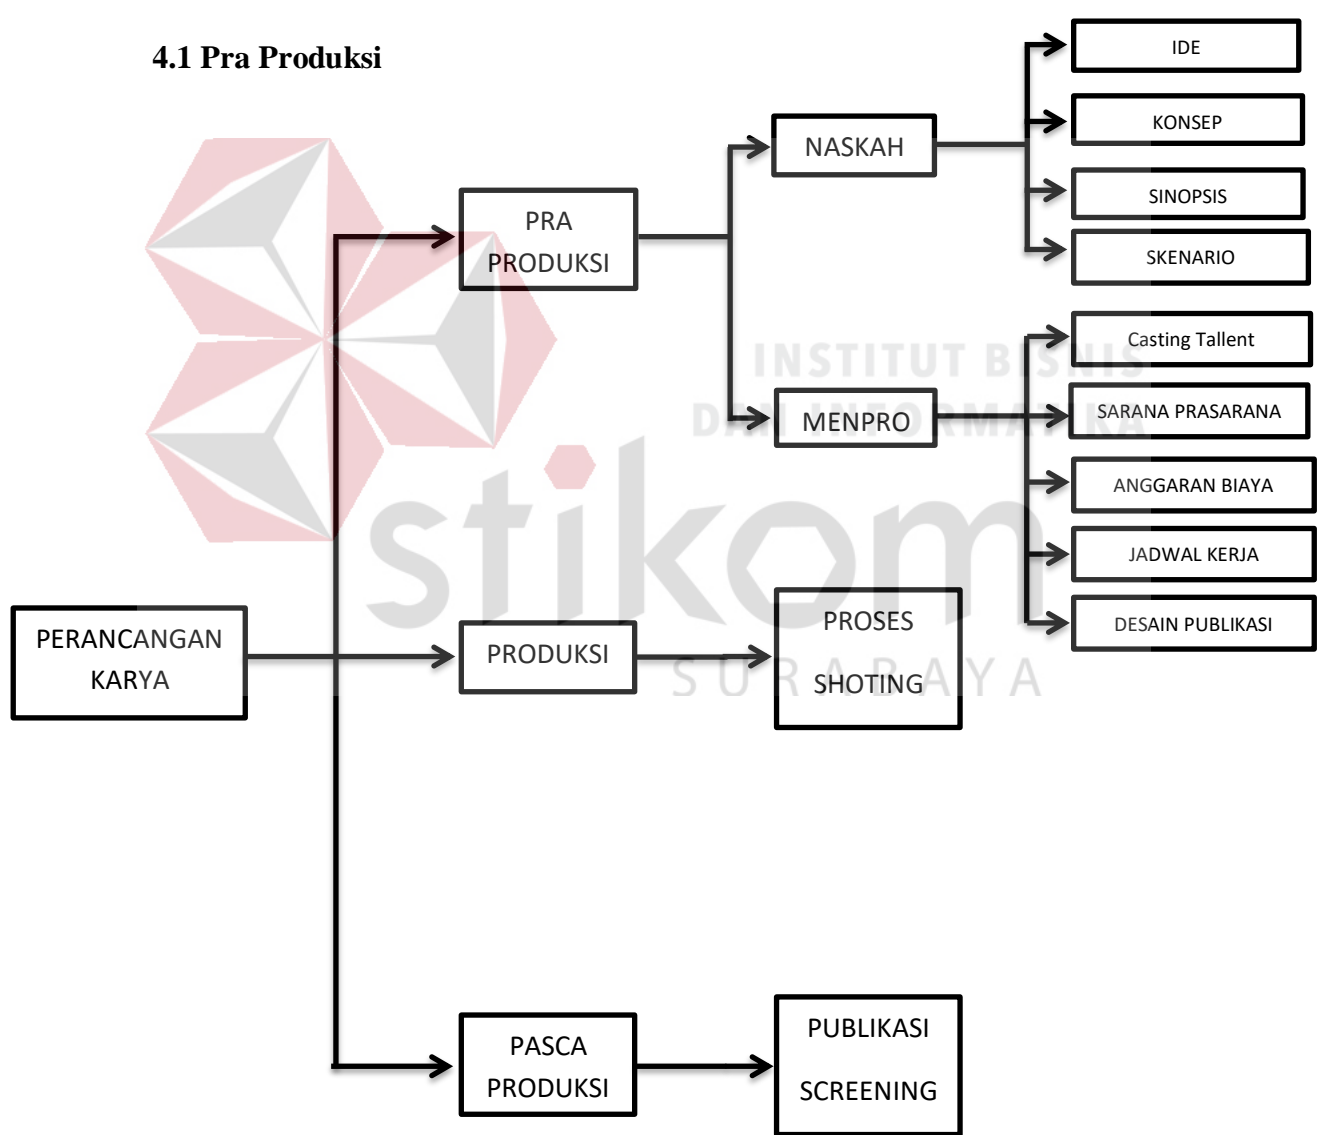 4.1 Pra Produksi
IDE
KONSEP
NASKAH
SINOPSIS
SKENARIO
PRA
PRODUKSI
Casting Tallent
SARANA PRASARANA
MENPRO
ANGGARAN BIAYA
JADWAL KERJA
DESAIN PUBLIKASI
INSTITUT BISNIS
DAN INFORMATIKA
stikom
SURABAYA
PERANCANGAN
KARYA
PRODUKSI
PROSES
SHOTING
PASCA
PRODUKSI
PUBLIKASI
SCREENING